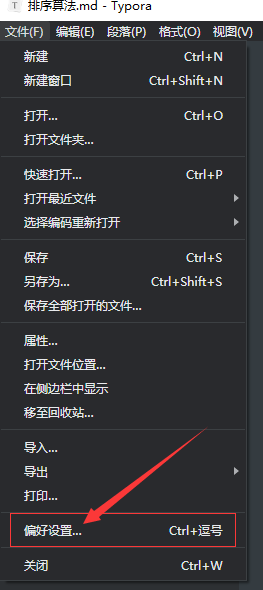 T 排序算法.md - Typora
文件(F) 编辑(E) 段落(P) 格式(O) 视图(V)
新建 Ctrl+N
新建窗口 Ctrl+Shift+N
打开... Ctrl+O
打开文件夹...
快速打开... Ctrl+P
打开最近文件
选择编码重新打开
保存 Ctrl+S
另存为... Ctrl+Shift+S
保存全部打开的文件...
属性...
打开文件位置...
在侧边栏中显示
移至回收站...
导入...
导出
打印...
偏好设置... Ctrl+逗号
关闭 Ctrl+W